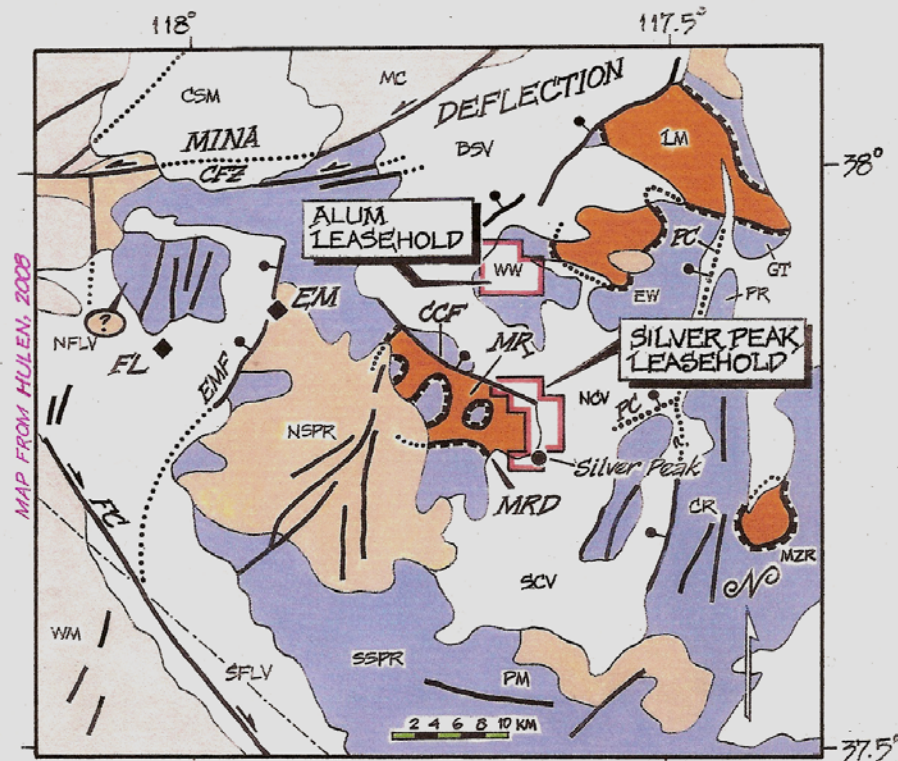 118°
117.5°
CSM
MC
DEFLECTION
MINA
BSV
LM
38°
CFZ
ALUM
LEASEHOLD
WW
PC
GT
EW
PR
MAP FROM HULEN, 2008
?
NFLV
EM
FL
CCF
MR
SILVER PEAK
LEASEHOLD
EMF
NCV
PC
?
NSPR
Silver Peak
FC
MRD
CR
MZR
N
SCV
WM
SSPR
SFLV
PM
2 4 6 8 10 KM
37.5°